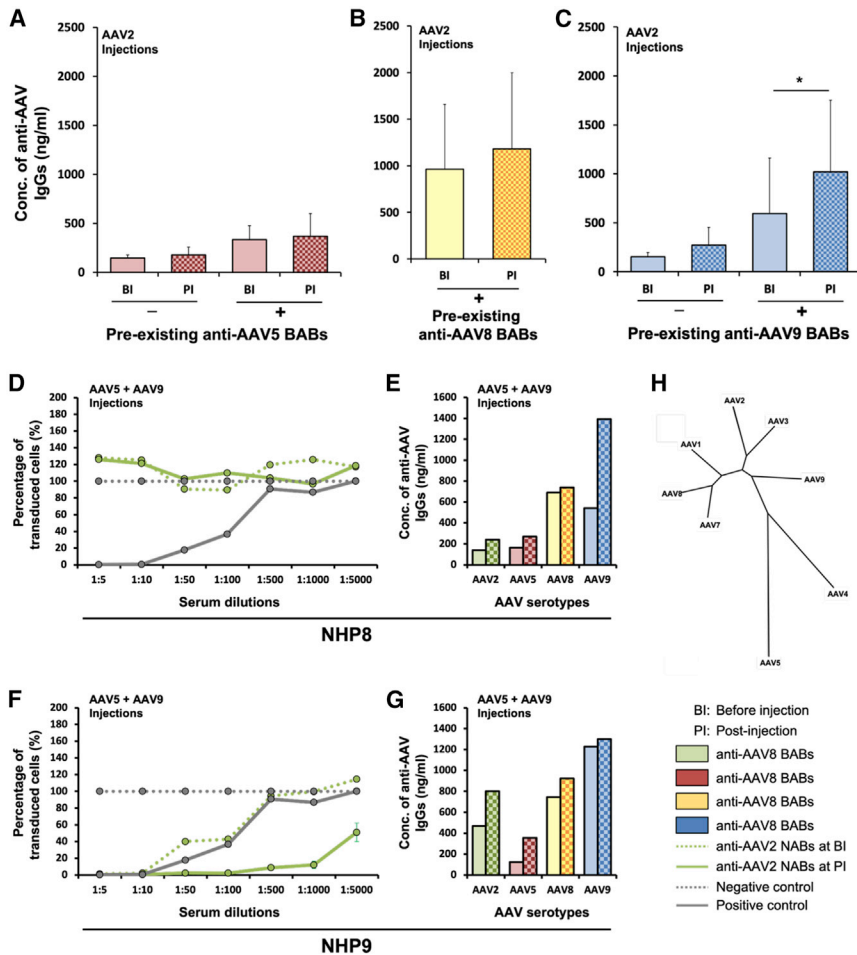 A
AAV2
Injections
Conc. of anti-AAV
IgGs (ng/ml)
2500
2000
1500
1000
500
0
BI
PI
BI
PI
−
+
Pre-existing anti-AAV5 BABs
B
AAV2
Injections
2500
2000
1500
1000
500
0
BI
PI
+
Pre-existing
anti-AAV8 BABs
C
AAV2
Injections
2500
2000
1500
1000
500
0
*
BI
PI
BI
PI
−
+
Pre-existing anti-AAV9 BABs
D
AAV5 + AAV9
Injections
Percentage of
transduced cells (%)
200
180
160
140
120
100
80
60
40
20
0
1:5
1:10
1:50
1:100
1:500
1:1000
1:5000
Serum dilutions
E
AAV5 + AAV9
Injections
Conc. of anti-AAV
IgGs (ng/ml)
1600
1400
1200
1000
800
600
400
200
0
AAV2
AAV5
AAV8
AAV9
AAV serotypes
NHP8
H
AAV2
AAV3
AAV1
AAV9
AAV8
AAV7
AAV4
AAV5
F
AAV5 + AAV9
Injections
Percentage of
transduced cells (%)
200
180
160
140
120
100
80
60
40
20
0
1:5
1:10
1:50
1:100
1:500
1:1000
1:5000
Serum dilutions
G
AAV5 + AAV9
Injections
Conc. of anti-AAV
IgGs (ng/ml)
1600
1400
1200
1000
800
600
400
200
0
AAV2
AAV5
AAV8
AAV9
AAV serotypes
NHP9
BI: Before injection
PI: Post-injection
anti-AAV8 BABs
anti-AAV8 BABs
anti-AAV8 BABs
anti-AAV8 BABs
anti-AAV2 NABs at BI
anti-AAV2 NABs at PI
Negative control
Positive control